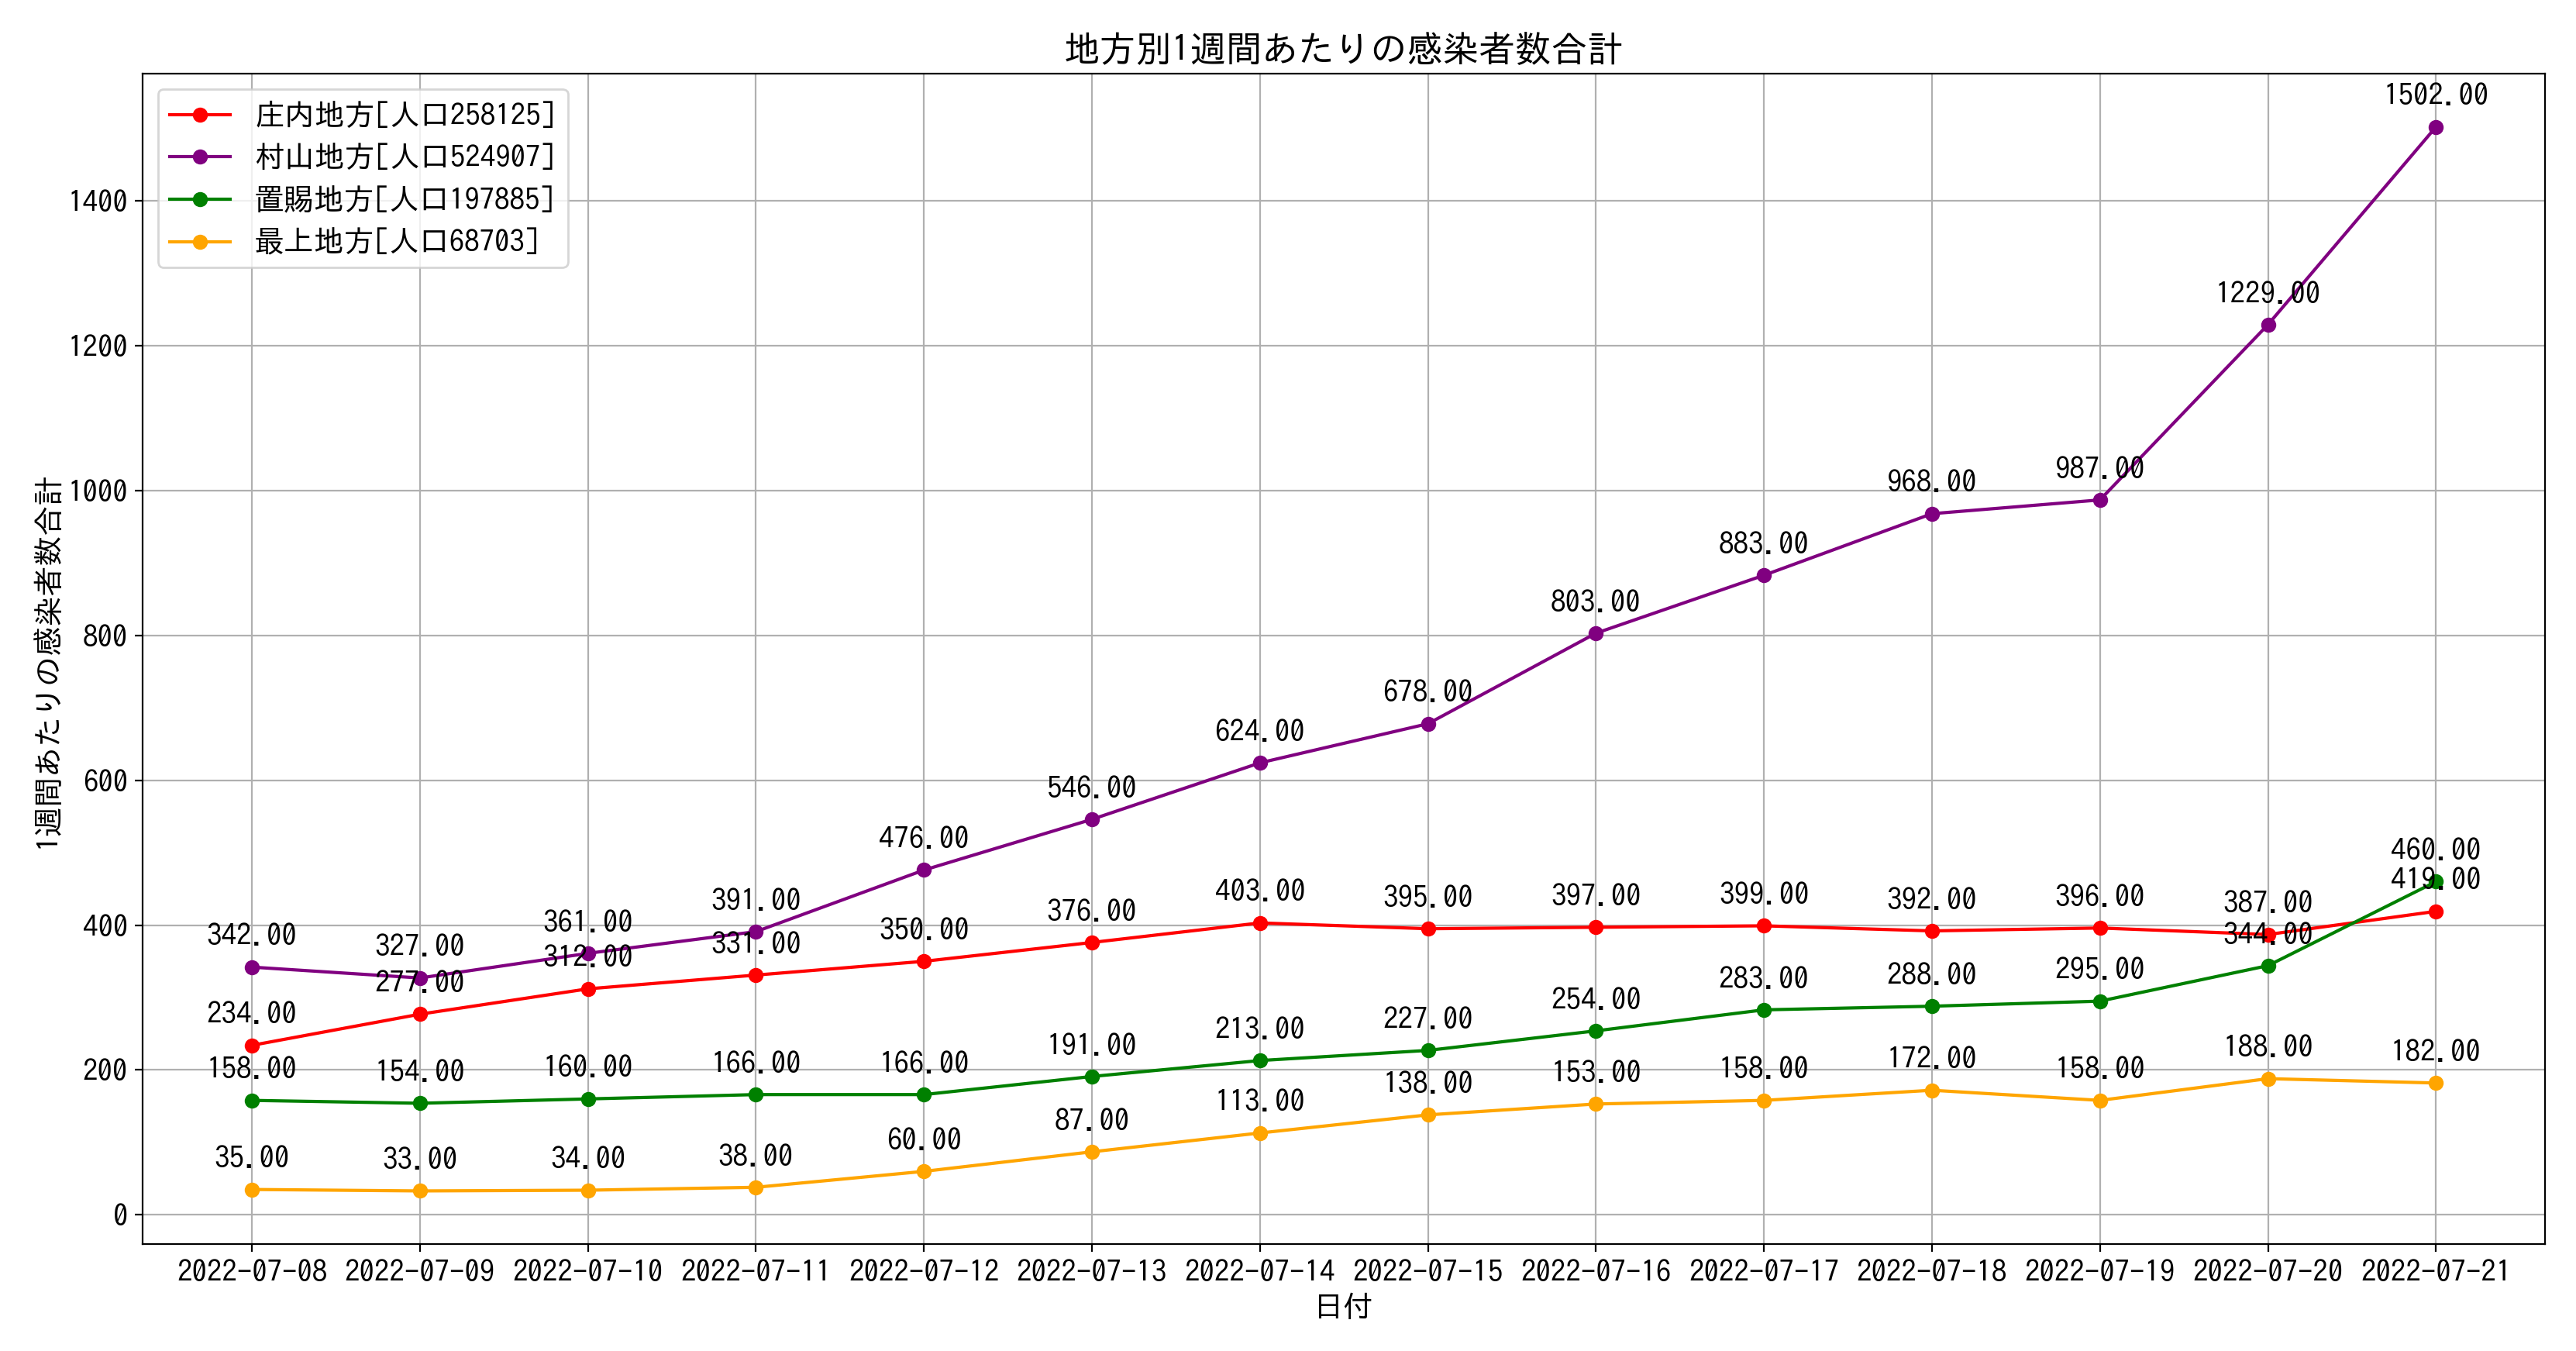 地方別1週間あたりの感染者数合計
庄内地方[人口258125]
村山地方[人口524907]
置賜地方[人口197885]
最上地方[人口68703]
1週間あたりの感染者数合計
1400
1200
1000
800
600
400
200
0
342.00 327.00 361.00 391.00 476.00 546.00 624.00 678.00 803.00 883.00 968.00 987.00 1229.00 1502.00
234.00 277.00 312.00 331.00 350.00 376.00 403.00 395.00 397.00 399.00 392.00 396.00 387.00 419.00
158.00 154.00 160.00 166.00 166.00 191.00 213.00 227.00 254.00 283.00 288.00 295.00 344.00 460.00
35.00 33.00 34.00 38.00 60.00 87.00 113.00 138.00 153.00 158.00 172.00 158.00 188.00 182.00
2022-07-08 2022-07-09 2022-07-10 2022-07-11 2022-07-12 2022-07-13 2022-07-14 2022-07-15 2022-07-16 2022-07-17 2022-07-18 2022-07-19 2022-07-20 2022-07-21
日付